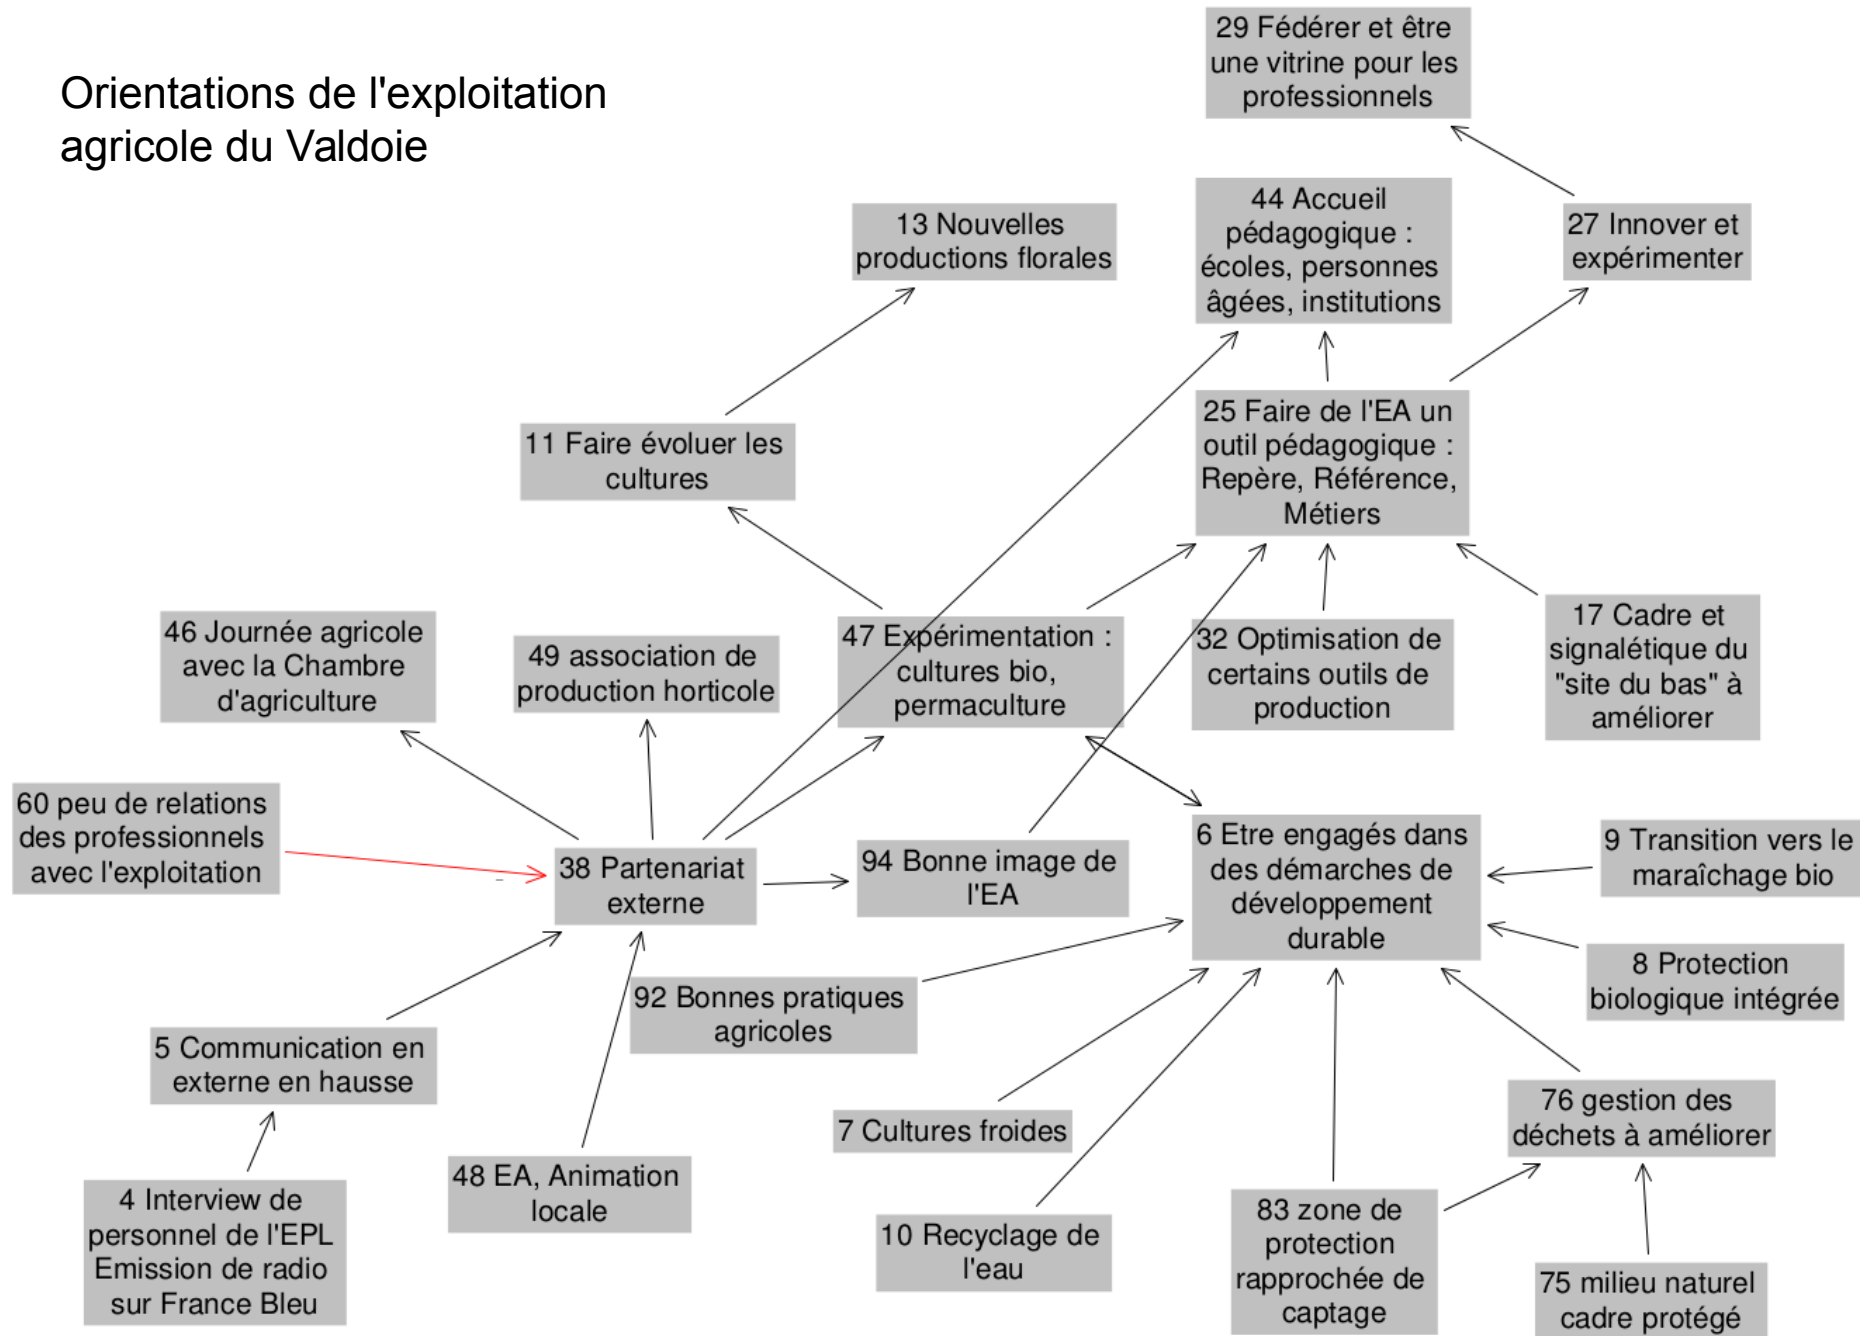 Orientations de l'exploitation
agricole du Valdoie
29 Fédérer et être
une vitrine pour les
professionnels
44 Accueil
pédagogique :
écoles, personnes
âgées, institutions
13 Nouvelles
productions florales
27 Innover et
expérimenter
11 Faire évoluer les
cultures
25 Faire de l'EA un
outil pédagogique :
Repère, Référence,
Métiers
46 Journée agricole
avec la Chambre
d'agriculture
49 association de
production horticole
47 Expérimentation :
cultures bio,
permaculture
32 Optimisation de
certains outils de
production
17 Cadre et
signalétique du
"site du bas" à
améliorer
60 peu de relations
des professionnels
avec l'exploitation
38 Partenariat
externe
94 Bonne image de
l'EA
6 Etre engagés dans
des démarches de
développement
durable
9 Transition vers le
maraîchage bio
8 Protection
biologique intégrée
92 Bonnes pratiques
agricoles
5 Communication en
externe en hausse
7 Cultures froides
76 gestion des
déchets à améliorer
48 EA, Animation
locale
4 Interview de
personnel de l'EPL
Emission de radio
sur France Bleu
10 Recyclage de
l'eau
83 zone de
protection
rapprochée de
captage
75 milieu naturel
cadre protégé